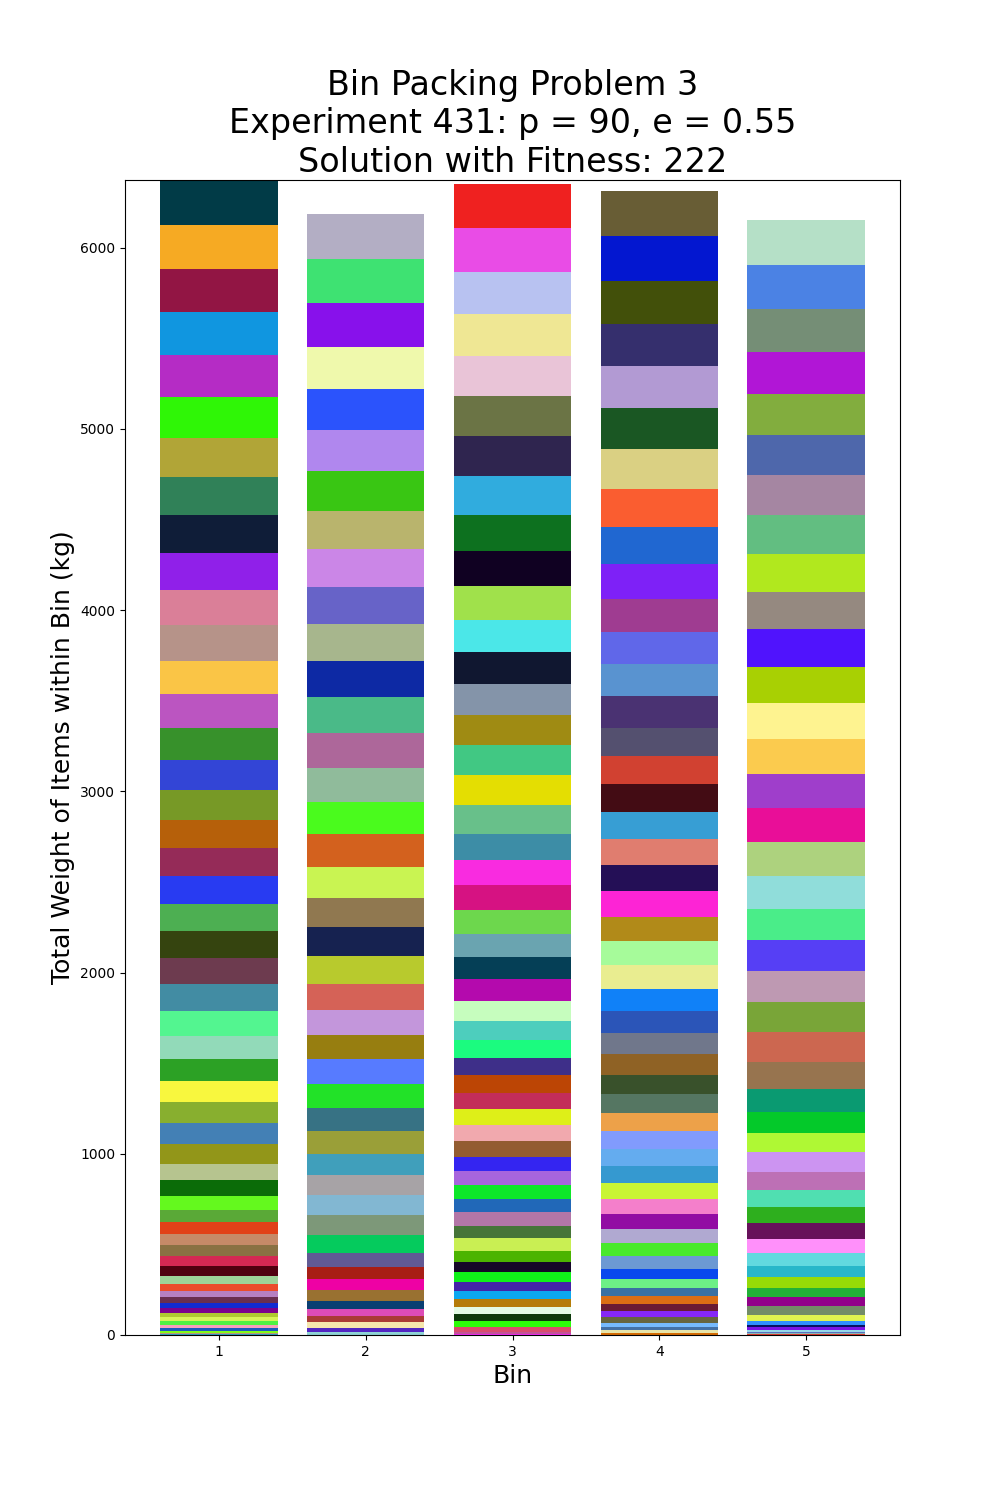 Bin Packing Problem 3
Experiment 431: p = 90, e = 0.55
Solution with Fitness: 222
Total Weight of Items within Bin (kg)
6000
5000
4000
3000
2000
1000
0
1 2 3 4 5
Bin